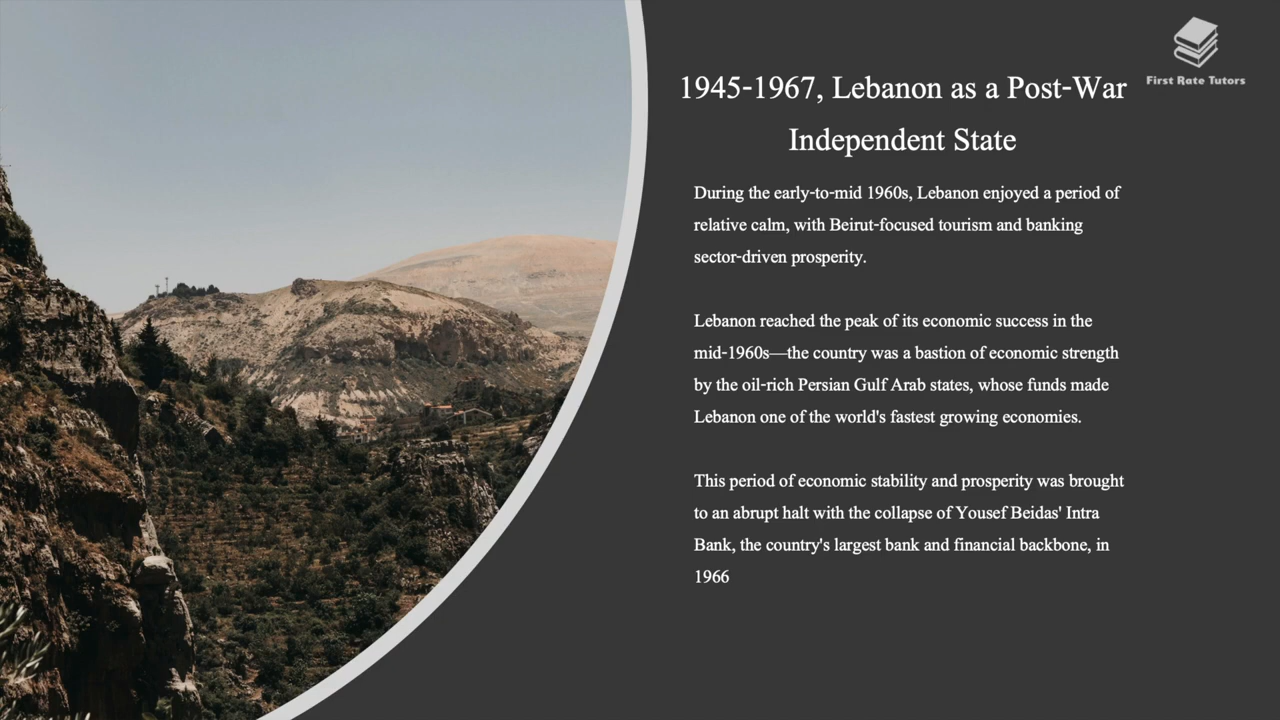 First Rate Tutors
1945-1967, Lebanon as a Post-War
Independent State
During the early-to-mid 1960s, Lebanon enjoyed a period of
relative calm, with Beirut-focused tourism and banking
sector-driven prosperity.
Lebanon reached the peak of its economic success in the
mid-1960s—the country was a bastion of economic strength
by the oil-rich Persian Gulf Arab states, whose funds made
Lebanon one of the world's fastest growing economies.
This period of economic stability and prosperity was brought
to an abrupt halt with the collapse of Yousef Beidas' Intra
Bank, the country's largest bank and financial backbone, in
1966